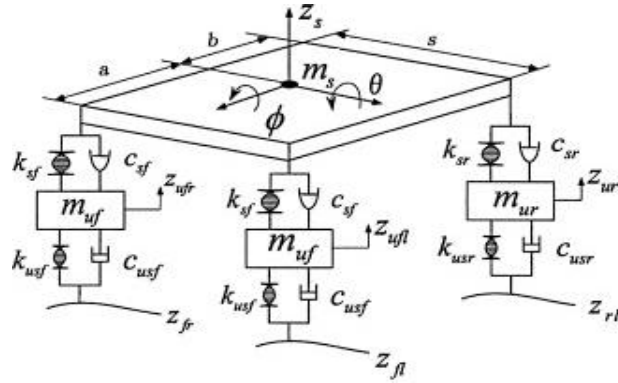 z_s
b
s
a
m_s
θ
ϕ
k_sf
c_sf
k_sr
c_sr
z_ufr
k_sf
c_sf
z_ur
m_uf
m_ur
z_ufl
m_uf
k_usf
c_usf
k_usr
c_usr
k_usf
c_usf
z_fr
z_rl
z_fl